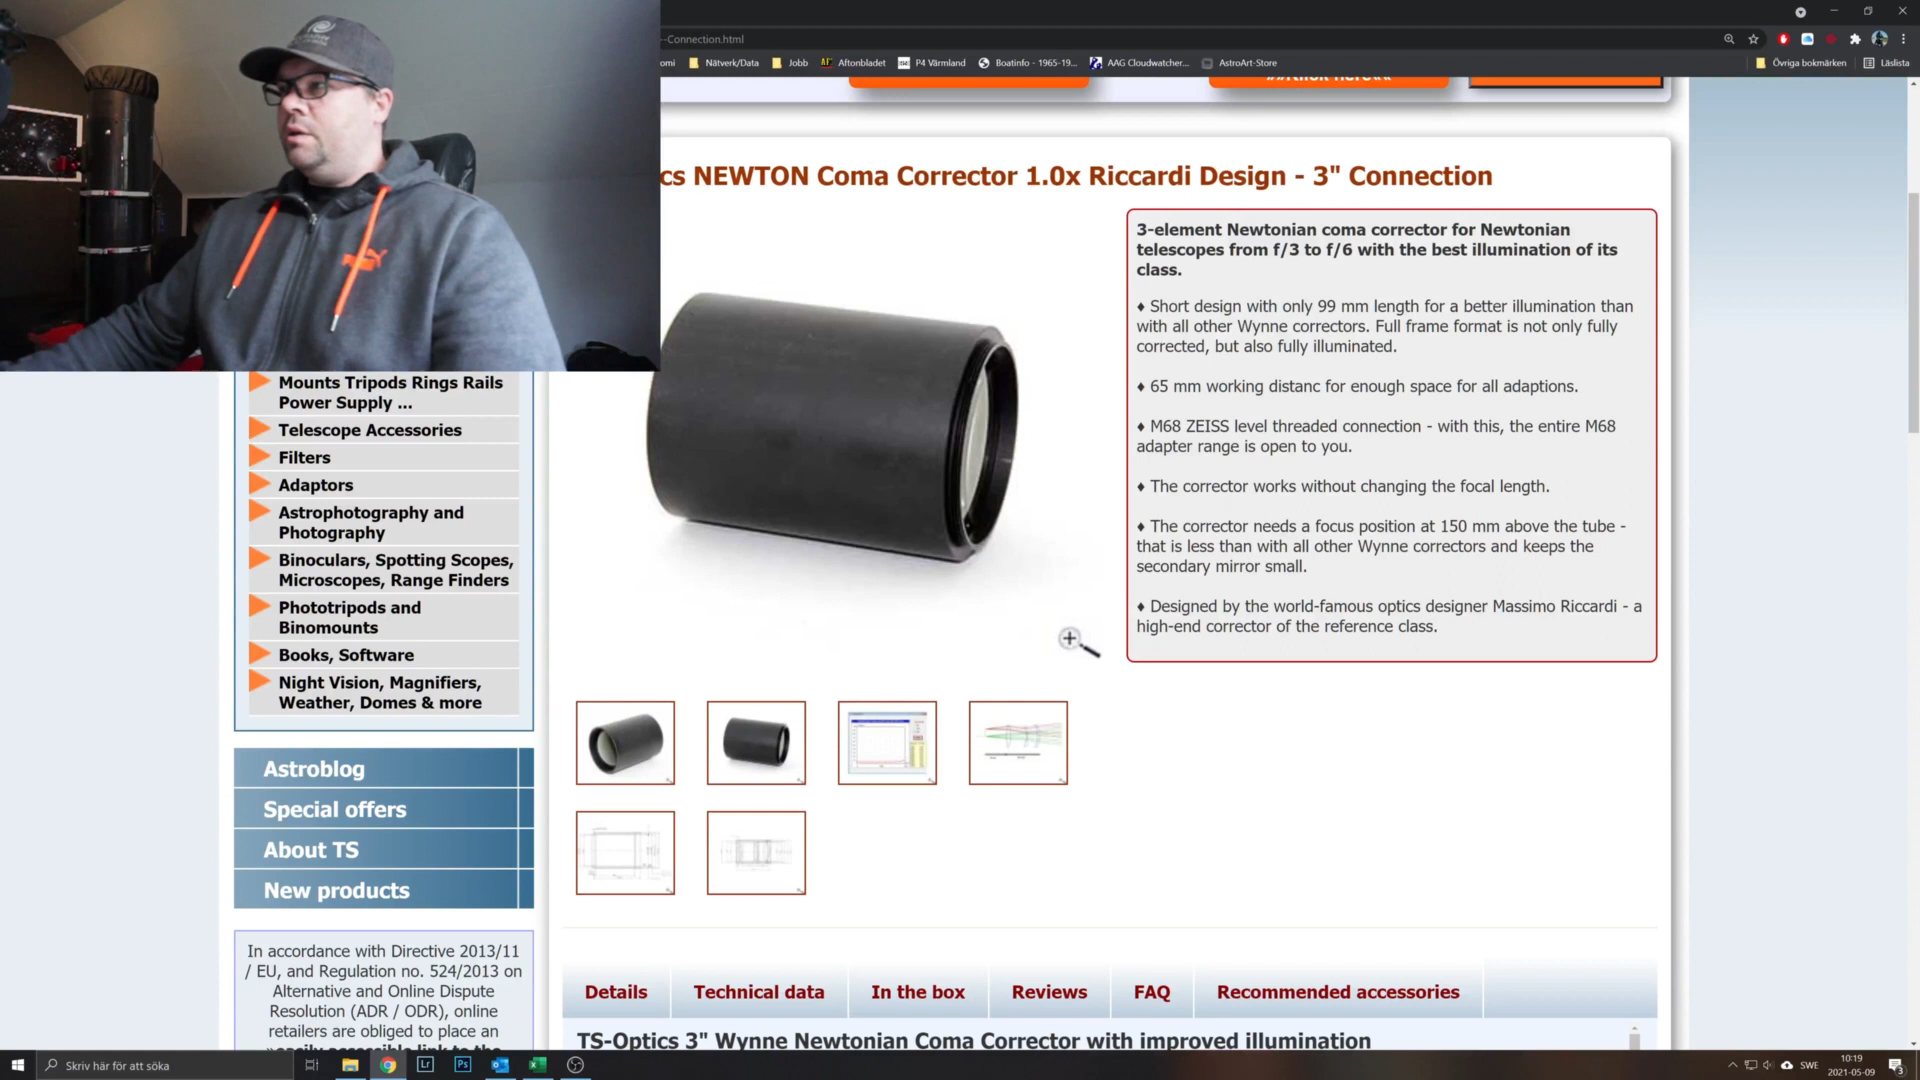 --Connection.html
omi
Nätverk/Data
Jobb
Aftonbladet
P4 Värmland
Boatinfo - 1965-19...
AAG Cloudwatcher...
AstroArt-Store
Övriga bokmärken
Läslista
cs NEWTON Coma Corrector 1.0x Riccardi Design - 3" Connection
3-element Newtonian coma corrector for Newtonian
telescopes from f/3 to f/6 with the best illumination of its
class.
♦ Short design with only 99 mm length for a better illumination than
with all other Wynne correctors. Full frame format is not only fully
corrected, but also fully illuminated.
♦ 65 mm working distanc for enough space for all adaptions.
♦ M68 ZEISS level threaded connection - with this, the entire M68
adapter range is open to you.
♦ The corrector works without changing the focal length.
♦ The corrector needs a focus position at 150 mm above the tube -
that is less than with all other Wynne correctors and keeps the
secondary mirror small.
♦ Designed by the world-famous optics designer Massimo Riccardi - a
high-end corrector of the reference class.
Mounts Tripods Rings Rails
Power Supply ...
Telescope Accessories
Filters
Adaptors
Astrophotography and
Photography
Binoculars, Spotting Scopes,
Microscopes, Range Finders
Phototripods and
Binomounts
Books, Software
Night Vision, Magnifiers,
Weather, Domes & more
Astroblog
Special offers
About TS
New products
In accordance with Directive 2013/11
/ EU, and Regulation no. 524/2013 on
Alternative and Online Dispute
Resolution (ADR / ODR), online
retailers are obliged to place an
Details
Technical data
In the box
Reviews
FAQ
Recommended accessories
TS-Optics 3" Wynne Newtonian Coma Corrector with improved illumination
Skriv här för att söka
Lr
Ps
SWE
10:19
2021-05-09
3